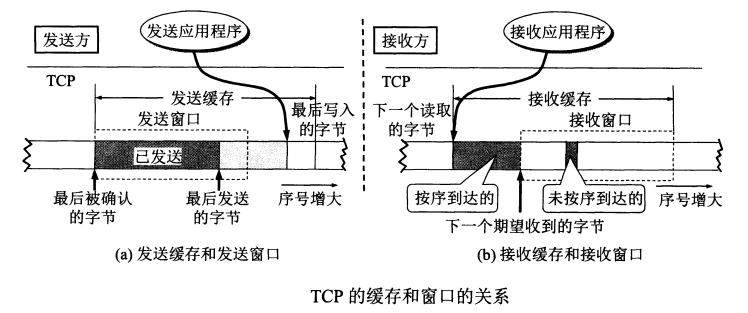 发送方
发送应用程序
TCP
发送缓存
最后写入
的字节
发送窗口
已发送
最后被确认
的字节
最后发送
的字节
序号增大
(a) 发送缓存和发送窗口
接收方
接收应用程序
TCP
下一个读取
的字节
接收缓存
接收窗口
按序到达的
未按序到达的
序号增大
下一个期望收到的字节
(b) 接收缓存和接收窗口
TCP 的缓存和窗口的关系